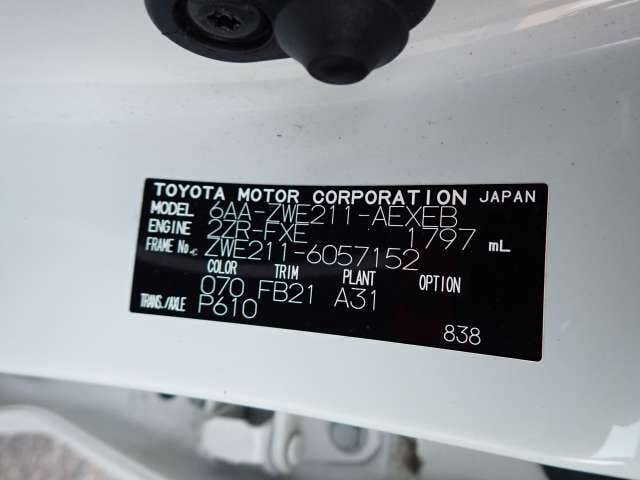 TOYOTA MOTOR CORPORATION JAPAN
MODEL 6AA-ZWE211-AEXEB
ENGINE 2ZR-FXE 1797 mL
FRAME No. ZWE211-6057152
COLOR TRIM PLANT OPTION
070 FB21 A31
TRANS./AXLE P610
838